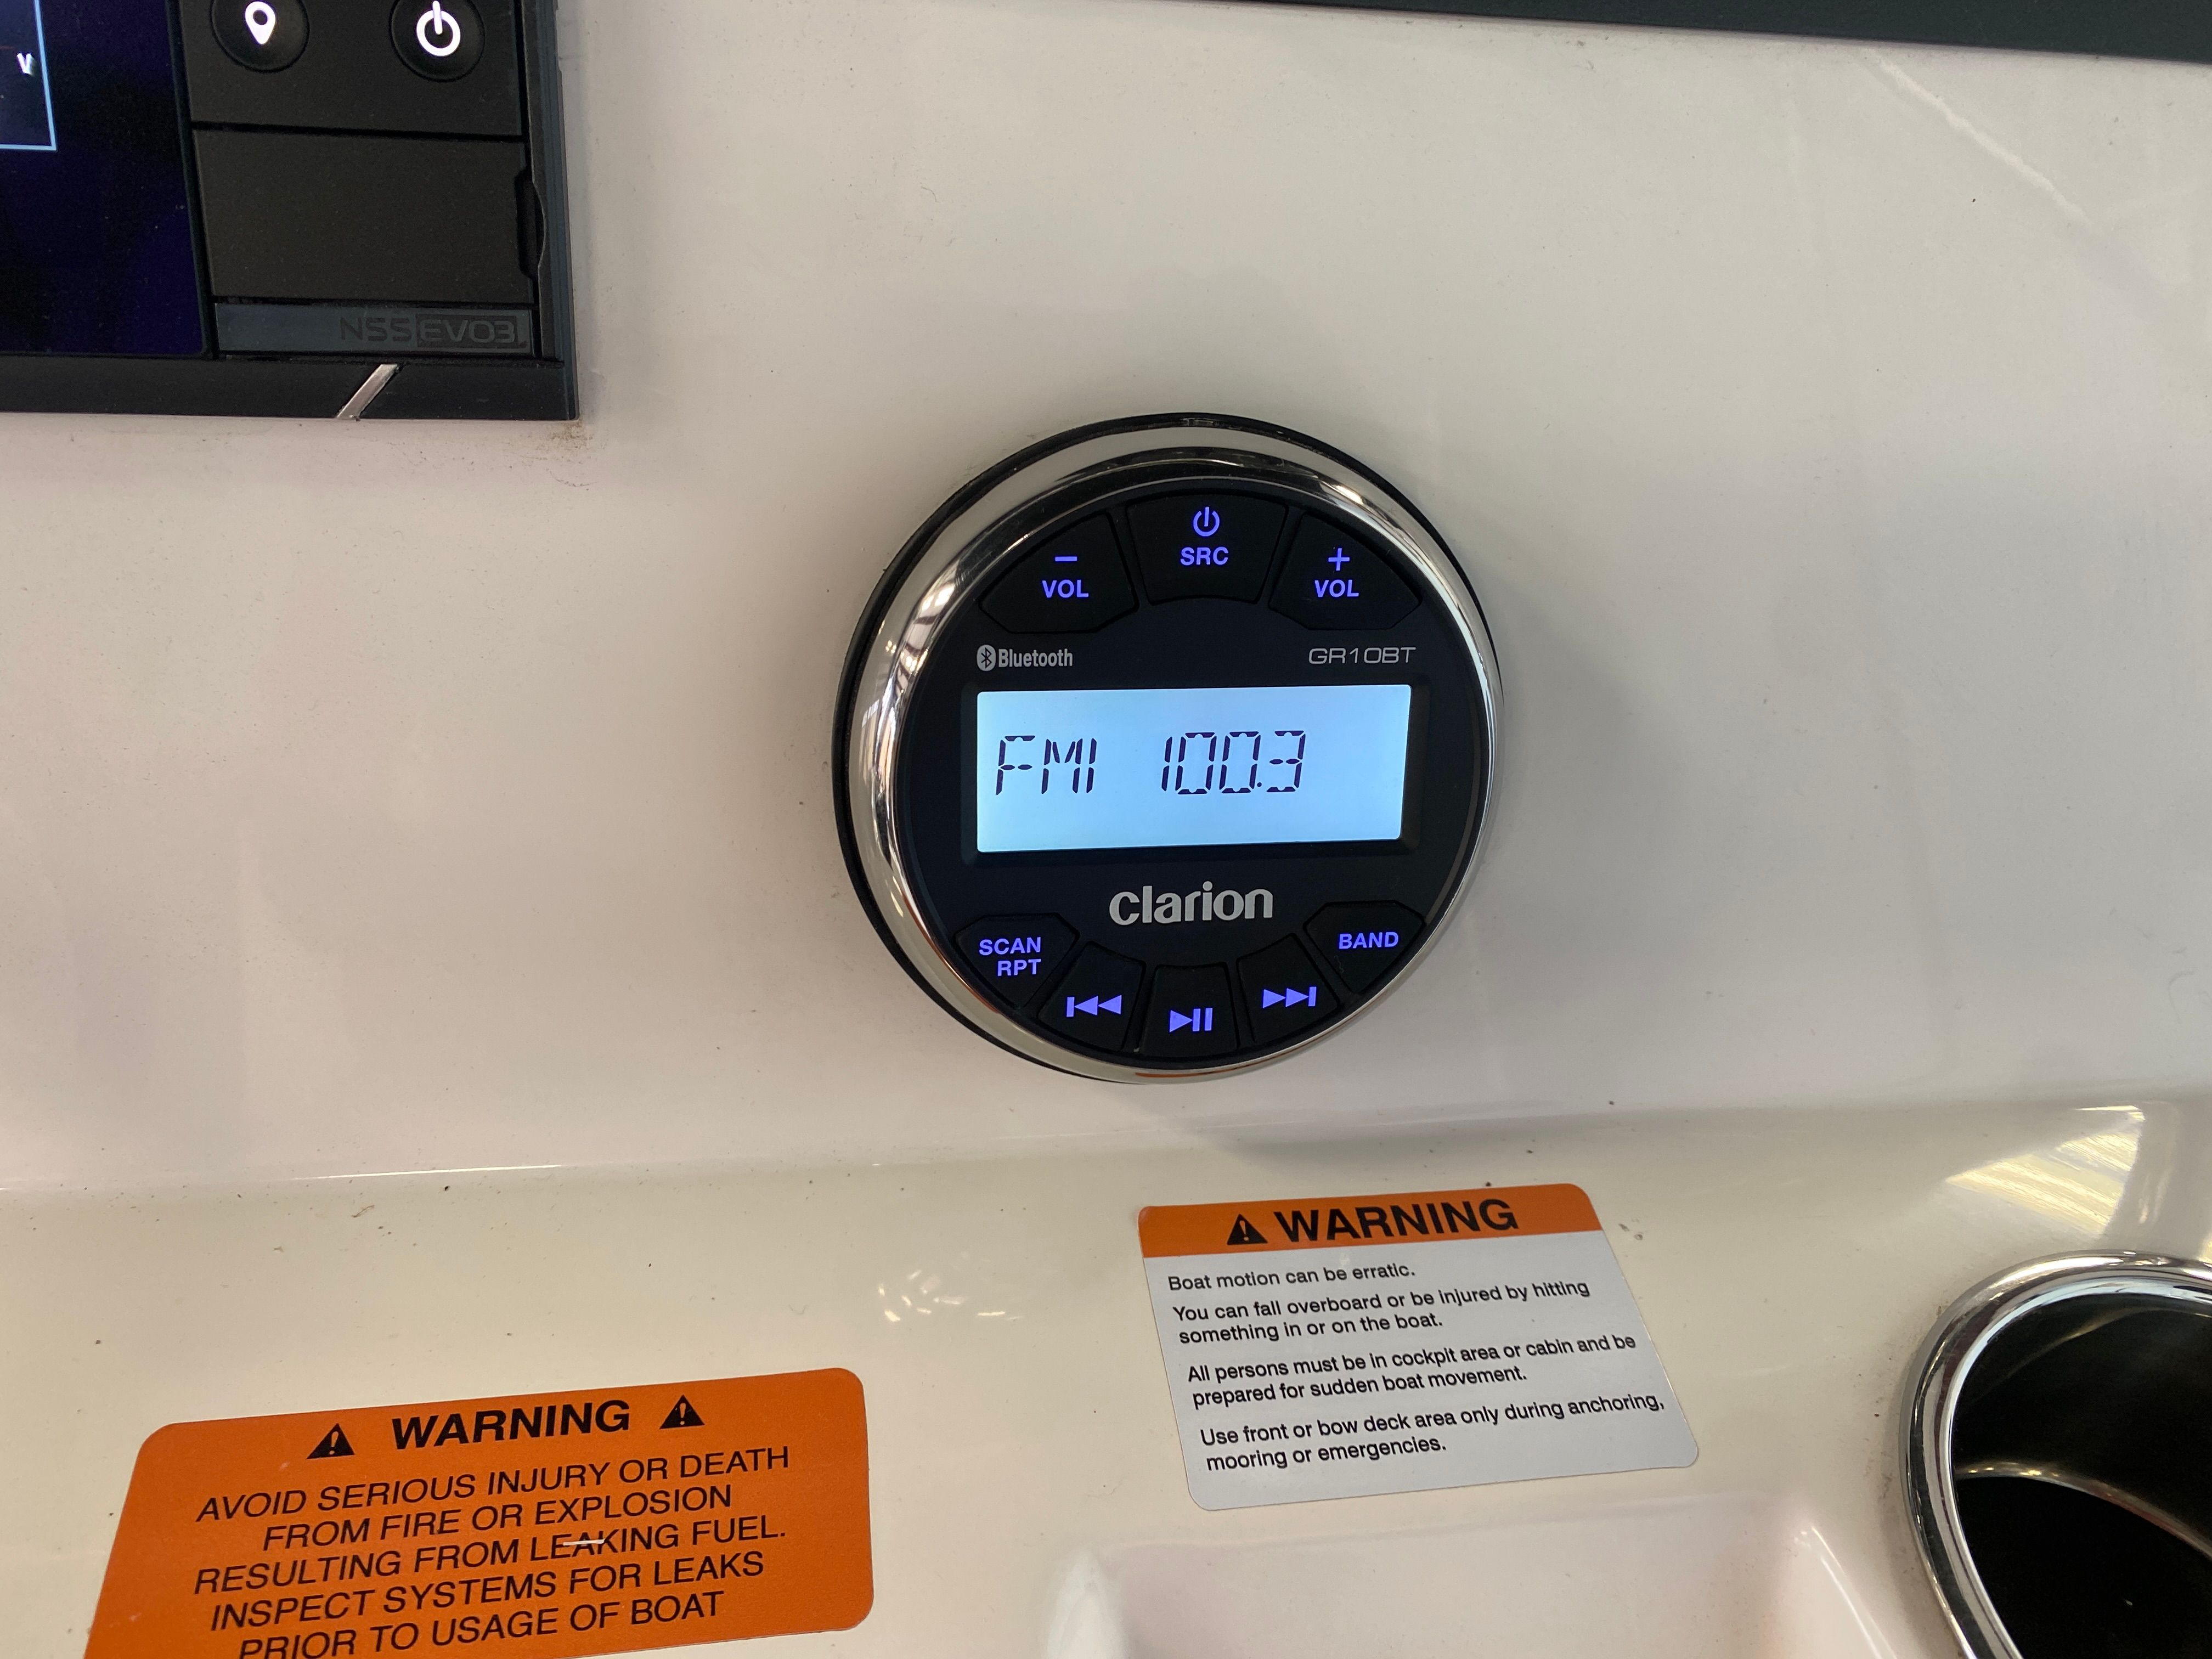 V
NSS EVO3
SRC
− VOL
+ VOL
Bluetooth
GR10BT
FM1 100.3
clarion
SCAN
RPT
BAND
WARNING
Boat motion can be erratic.
You can fall overboard or be injured by hitting
something in or on the boat.
All persons must be in cockpit area or cabin and be
prepared for sudden boat movement.
Use front or bow deck area only during anchoring,
mooring or emergencies.
WARNING
AVOID SERIOUS INJURY OR DEATH
FROM FIRE OR EXPLOSION
RESULTING FROM LEAKING FUEL.
INSPECT SYSTEMS FOR LEAKS
PRIOR TO USAGE OF BOAT